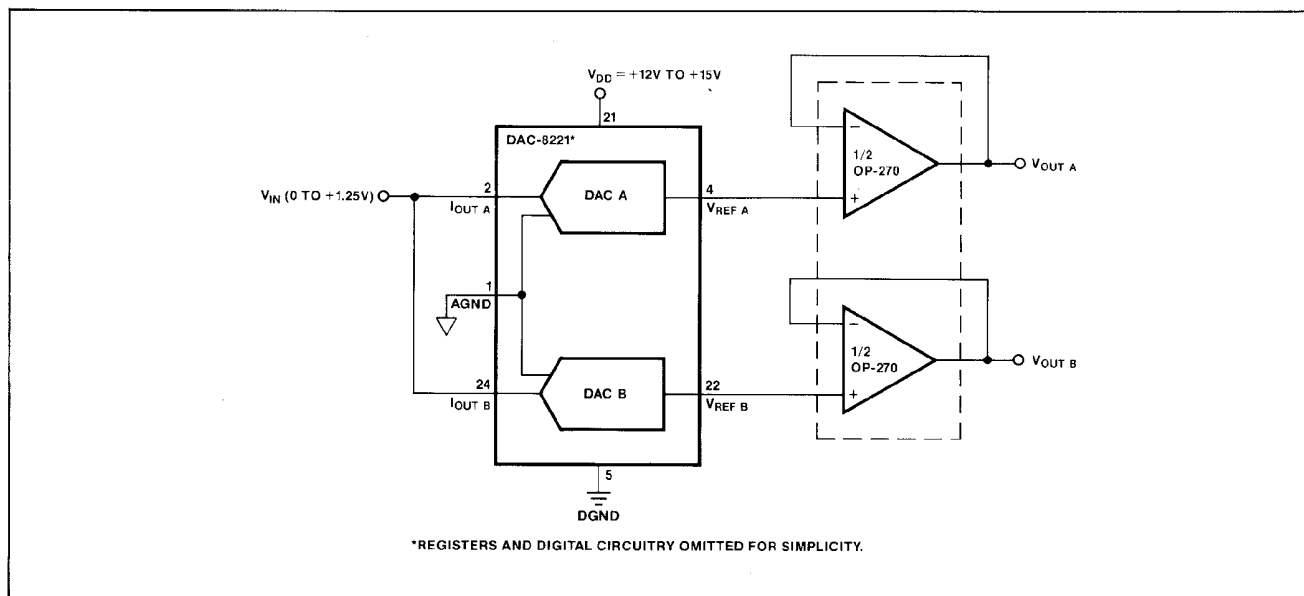 V_DD = +12V TO +15V
21
DAC-8221*
V_IN (0 TO +1.25V)
2
I_OUT A
DAC A
4
V_REF A
−
1/2
OP-270
+
V_OUT A
1
AGND
24
I_OUT B
DAC B
22
V_REF B
−
1/2
OP-270
+
V_OUT B
5
DGND
*REGISTERS AND DIGITAL CIRCUITRY OMITTED FOR SIMPLICITY.